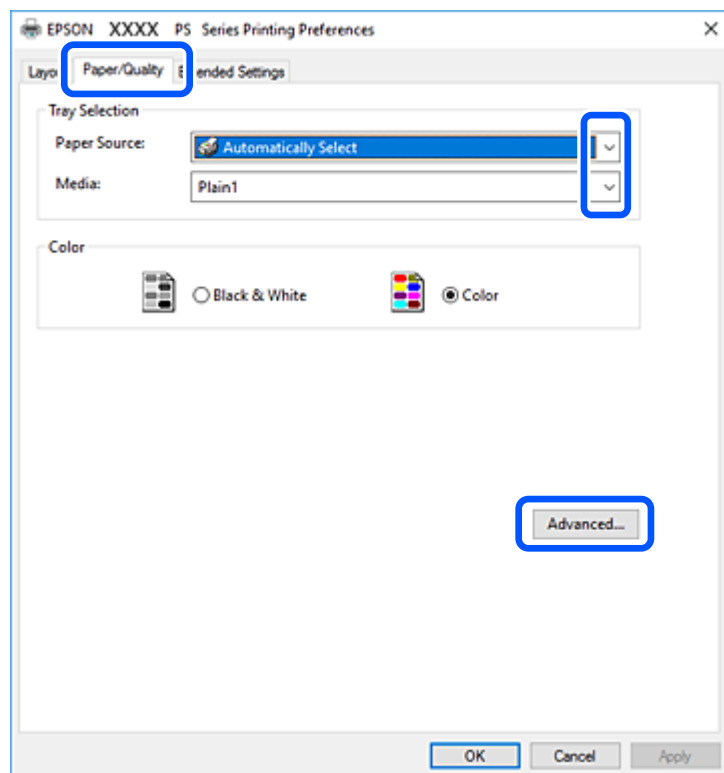 EPSON XXXX PS Series Printing Preferences
Paper/Quality
Tray Selection
Paper Source: Automatically Select
Media: Plain1
Color
Black & White Color
Advanced...
OK Cancel Apply